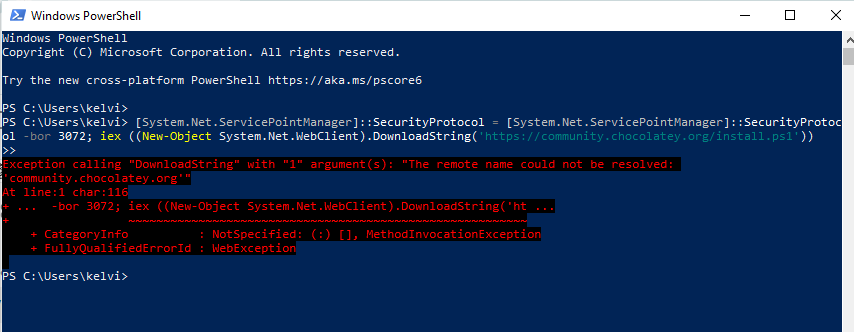 Windows PowerShell
Windows PowerShell
Copyright (C) Microsoft Corporation. All rights reserved.
Try the new cross-platform PowerShell https://aka.ms/pscore6
PS C:\Users\kelvi>
PS C:\Users\kelvi> [System.Net.ServicePointManager]::SecurityProtocol = [System.Net.ServicePointManager]::SecurityProtoc
ol -bor 3072; iex ((New-Object System.Net.WebClient).DownloadString('https://community.chocolatey.org/install.ps1'))
>>
Exception calling "DownloadString" with "1" argument(s): "The remote name could not be resolved:
'community.chocolatey.org'"
At line:1 char:116
+ ...  -bor 3072; iex ((New-Object System.Net.WebClient).DownloadString('ht ...
+                 ~~~~~~~~~~~~~~~~~~~~~~~~~~~~~~~~~~~~~~~~~~~~~~~~~~~~~~~~~
    + CategoryInfo          : NotSpecified: (:) [], MethodInvocationException
    + FullyQualifiedErrorId : WebException
PS C:\Users\kelvi>